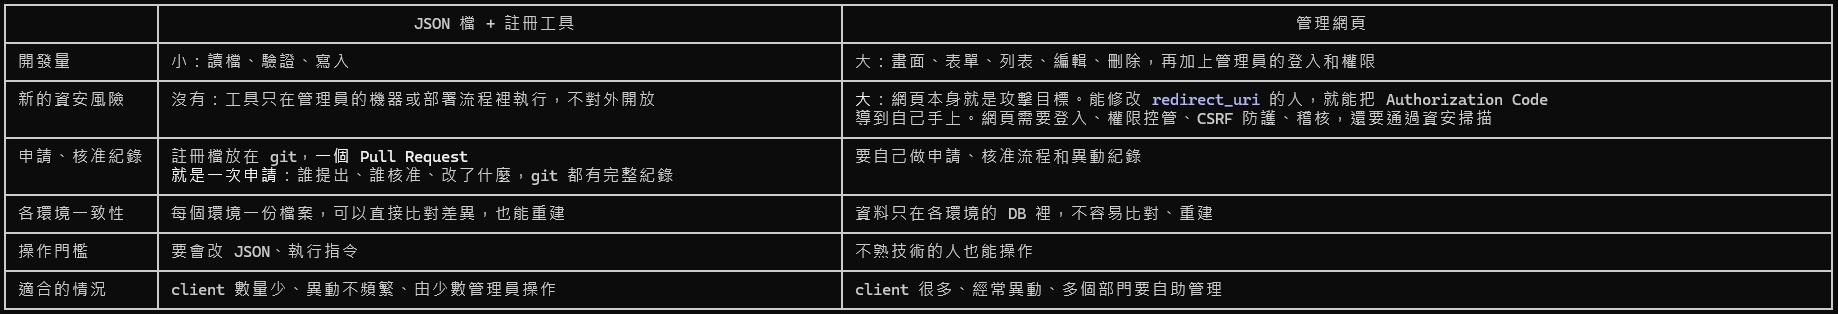 JSON 檔 + 註冊工具
管理網頁
開發量
小：讀檔、驗證、寫入
大：畫面、表單、列表、編輯、刪除，再加上管理員的登入和權限
新的資安風險
沒有：工具只在管理員的機器或部署流程裡執行，不對外開放
大：網頁本身就是攻擊目標。能修改 redirect_uri 的人，就能把 Authorization Code
導到自己手上。網頁需要登入、權限控管、CSRF 防護、稽核，還要通過資安掃描
申請、核准紀錄
註冊檔放在 git，一個 Pull Request
就是一次申請：誰提出、誰核准、改了什麼，git 都有完整紀錄
要自己做申請、核准流程和異動紀錄
各環境一致性
每個環境一份檔案，可以直接比對差異，也能重建
資料只在各環境的 DB 裡，不容易比對、重建
操作門檻
要會改 JSON、執行指令
不熟技術的人也能操作
適合的情況
client 數量少、異動不頻繁、由少數管理員操作
client 很多、經常異動、多個部門要自助管理